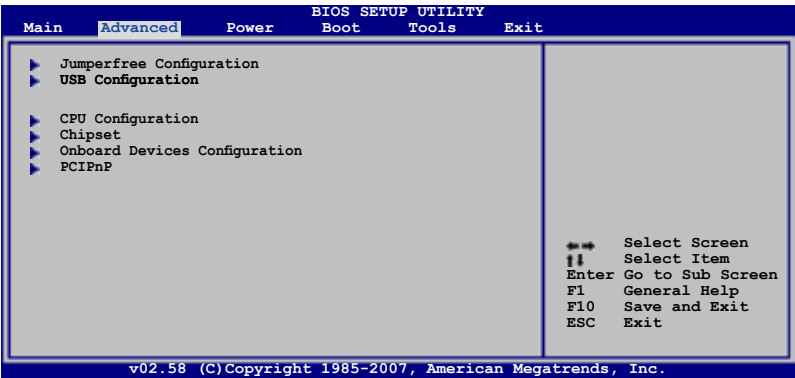 BIOS SETUP UTILITY
Main Advanced Power Boot Tools Exit
Jumperfree Configuration
USB Configuration
CPU Configuration
Chipset
Onboard Devices Configuration
PCIPnP
Select Screen
Select Item
Enter Go to Sub Screen
F1 General Help
F10 Save and Exit
ESC Exit
v02.58 (C)Copyright 1985-2007, American Megatrends, Inc.